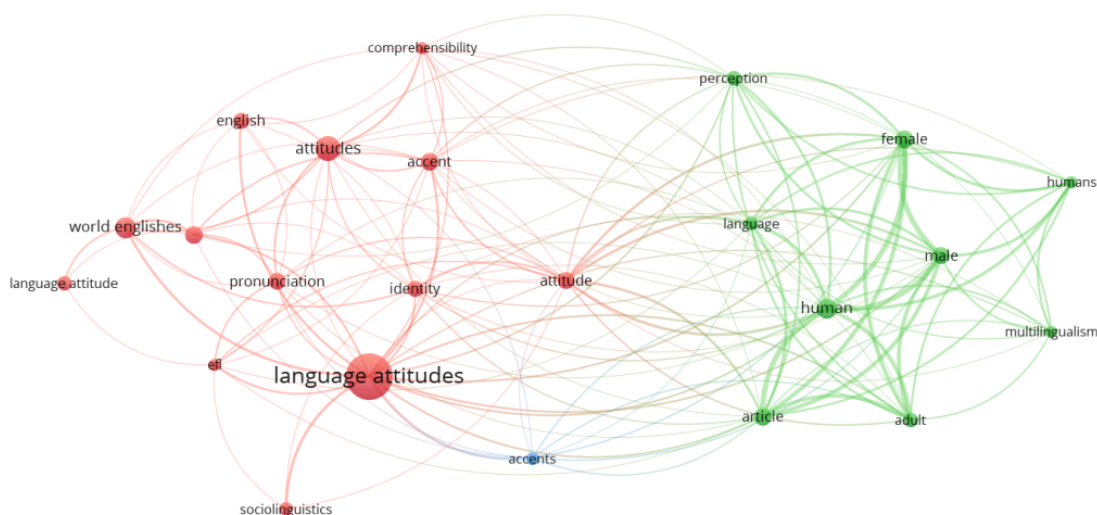 comprehensibility
perception
english
female
attitudes
accent
humans
world englishes
language
male
language attitude
pronunciation
identity
attitude
human
multilingualism
efl
language attitudes
article
adult
accents
sociolinguistics